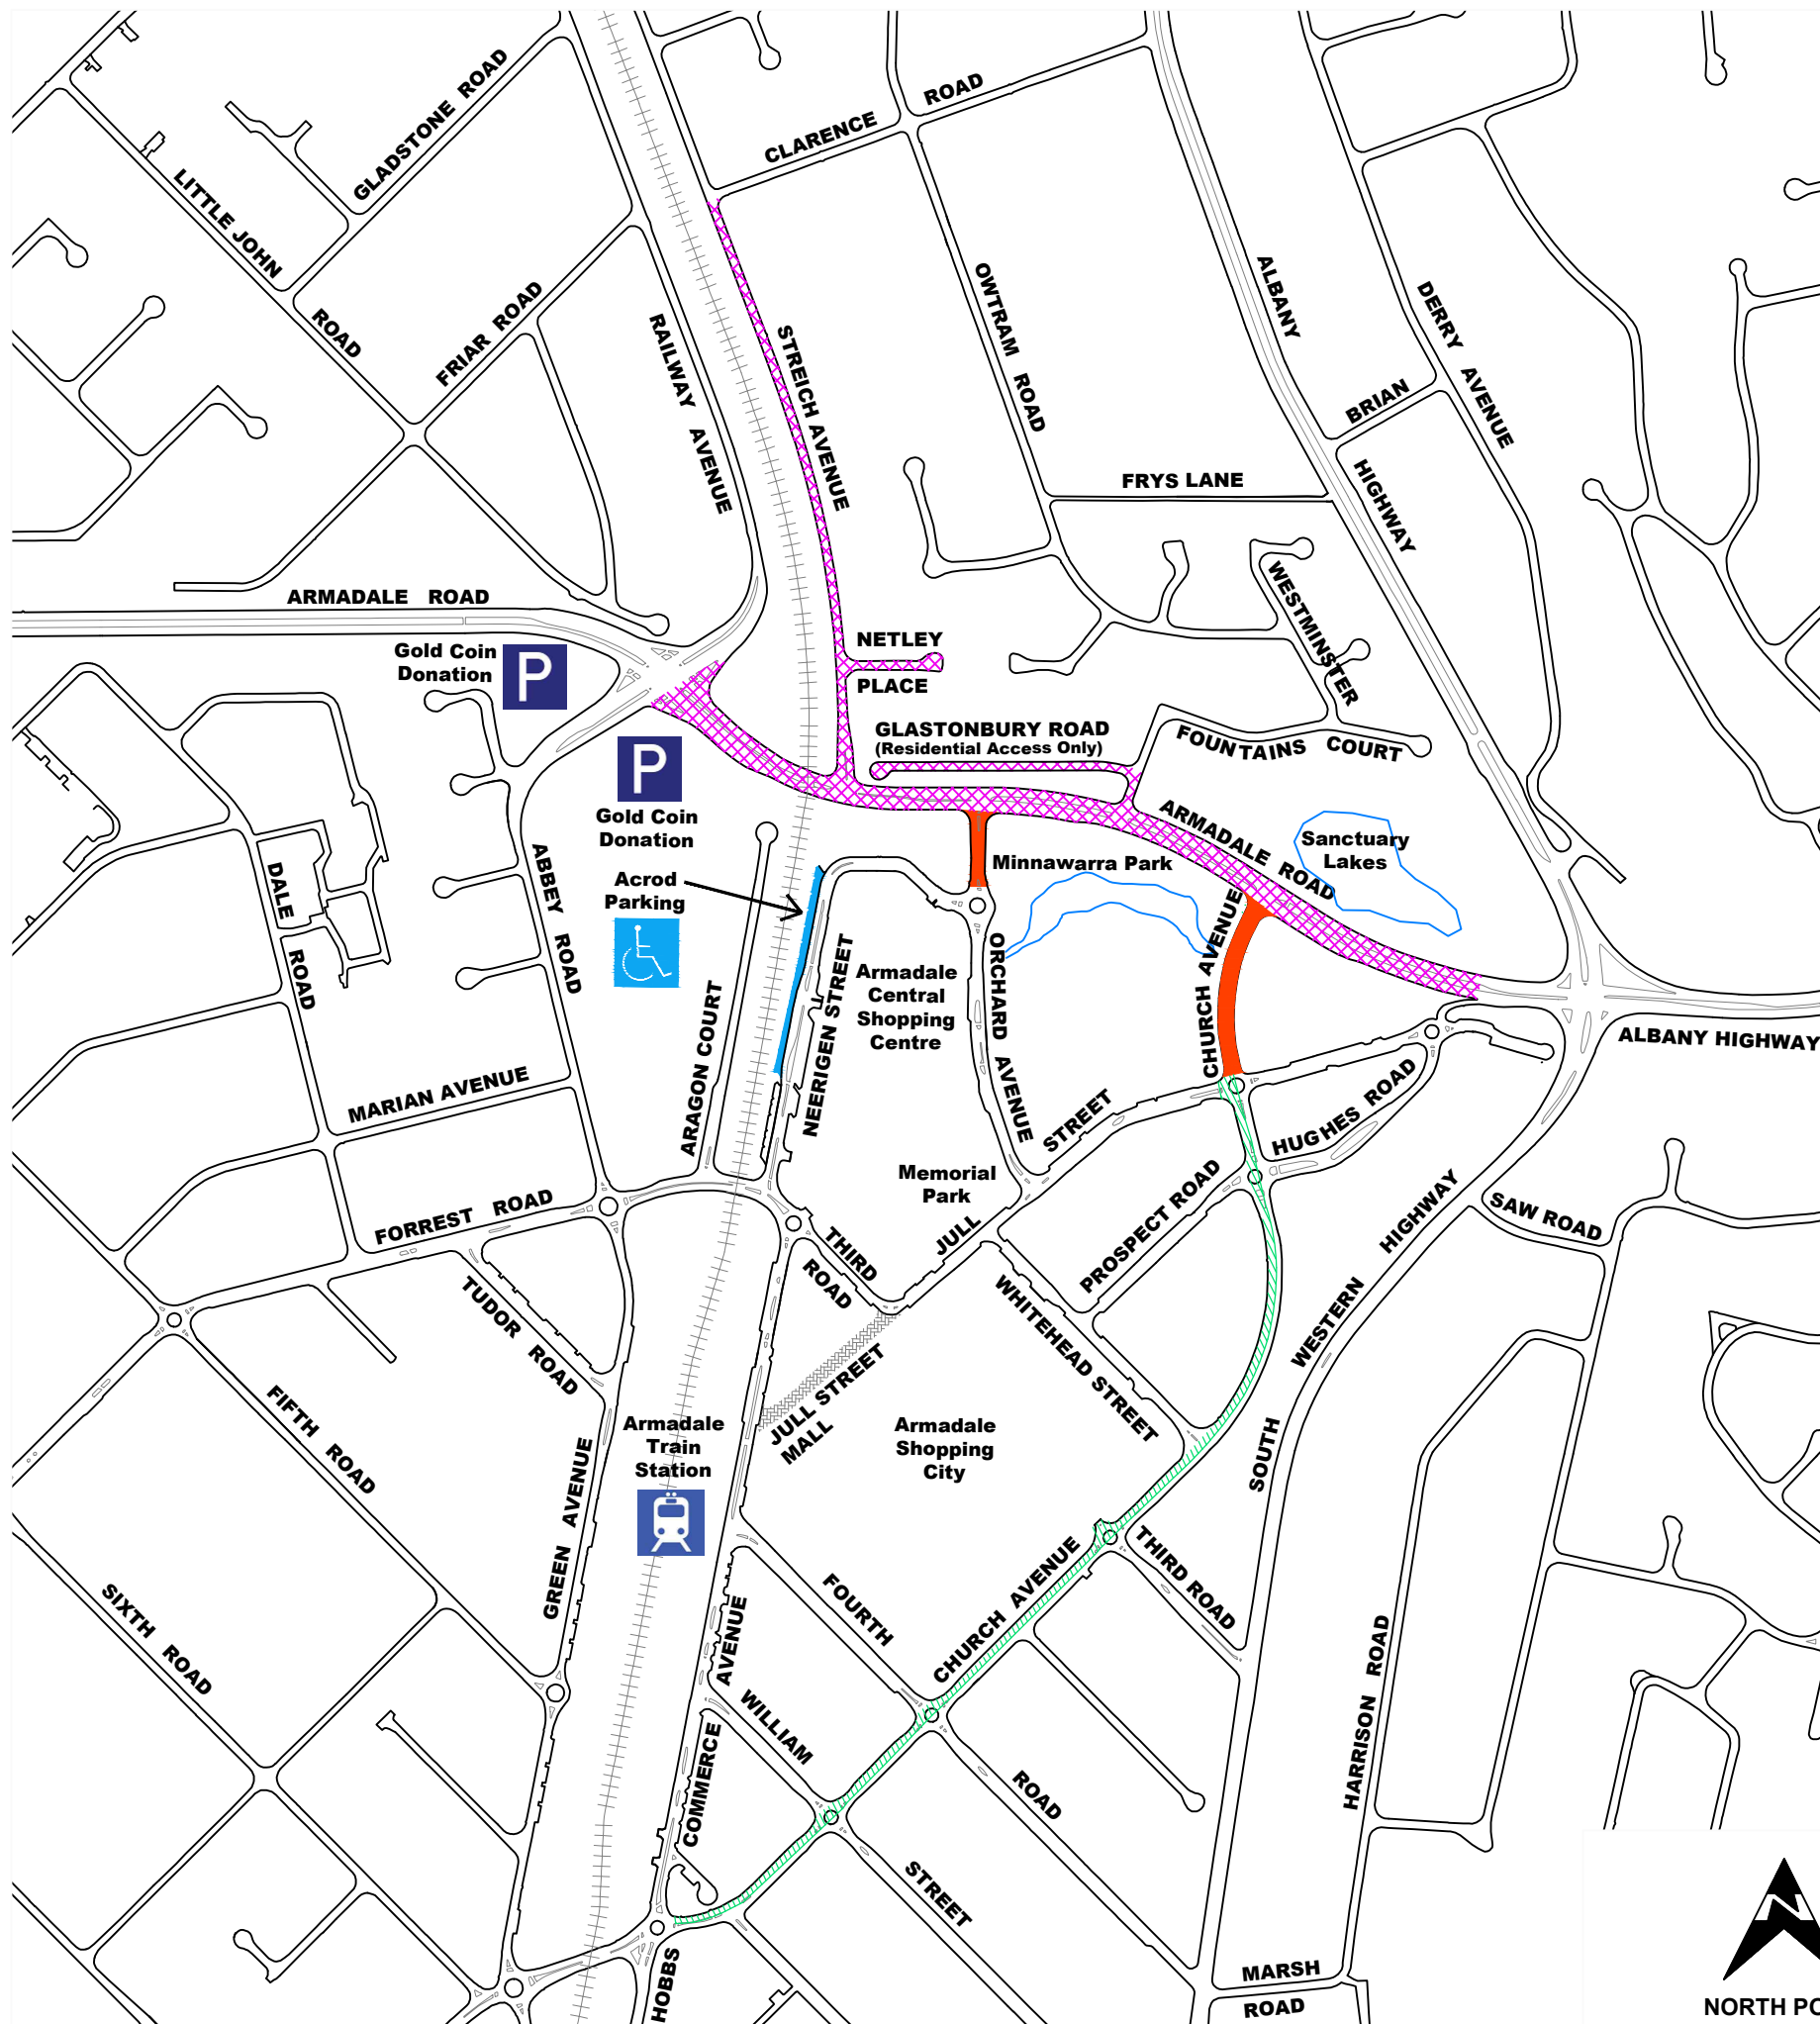 GLADSTONE ROAD
CLARENCE ROAD
LITTLE JOHN ROAD
FRIAR ROAD
RAILWAY AVENUE
STREICH AVENUE
OWTRAM ROAD
ALBANY HIGHWAY
DERRY AVENUE
BRIAN
FRYS LANE
WESTMINSTER
ARMADALE ROAD
Gold Coin
Donation
P
NETLEY
PLACE
GLASTONBURY ROAD
(Residential Access Only)
FOUNTAINS COURT
P
Gold Coin
Donation
ARMADALE ROAD
Sanctuary
Lakes
Minnawarra Park
Acrod
Parking
DALE ROAD
ABBEY ROAD
ARAGON COURT
NEERIGEN STREET
Armadale
Central
Shopping
Centre
ORCHARD AVENUE
CHURCH AVENUE
ALBANY HIGHWAY
MARIAN AVENUE
HUGHES ROAD
JULL STREET
Memorial
Park
PROSPECT ROAD
SAW ROAD
FORREST ROAD
THIRD ROAD
TUDOR ROAD
WHITEHEAD STREET
SOUTH WESTERN HIGHWAY
JULL STREET
MALL
FIFTH ROAD
Armadale
Train
Station
Armadale
Shopping
City
GREEN AVENUE
SIXTH ROAD
CHURCH AVENUE
THIRD ROAD
FOURTH ROAD
COMMERCE AVENUE
WILLIAM STREET
HARRISON ROAD
HOBBS
MARSH
ROAD
N
NORTH PO